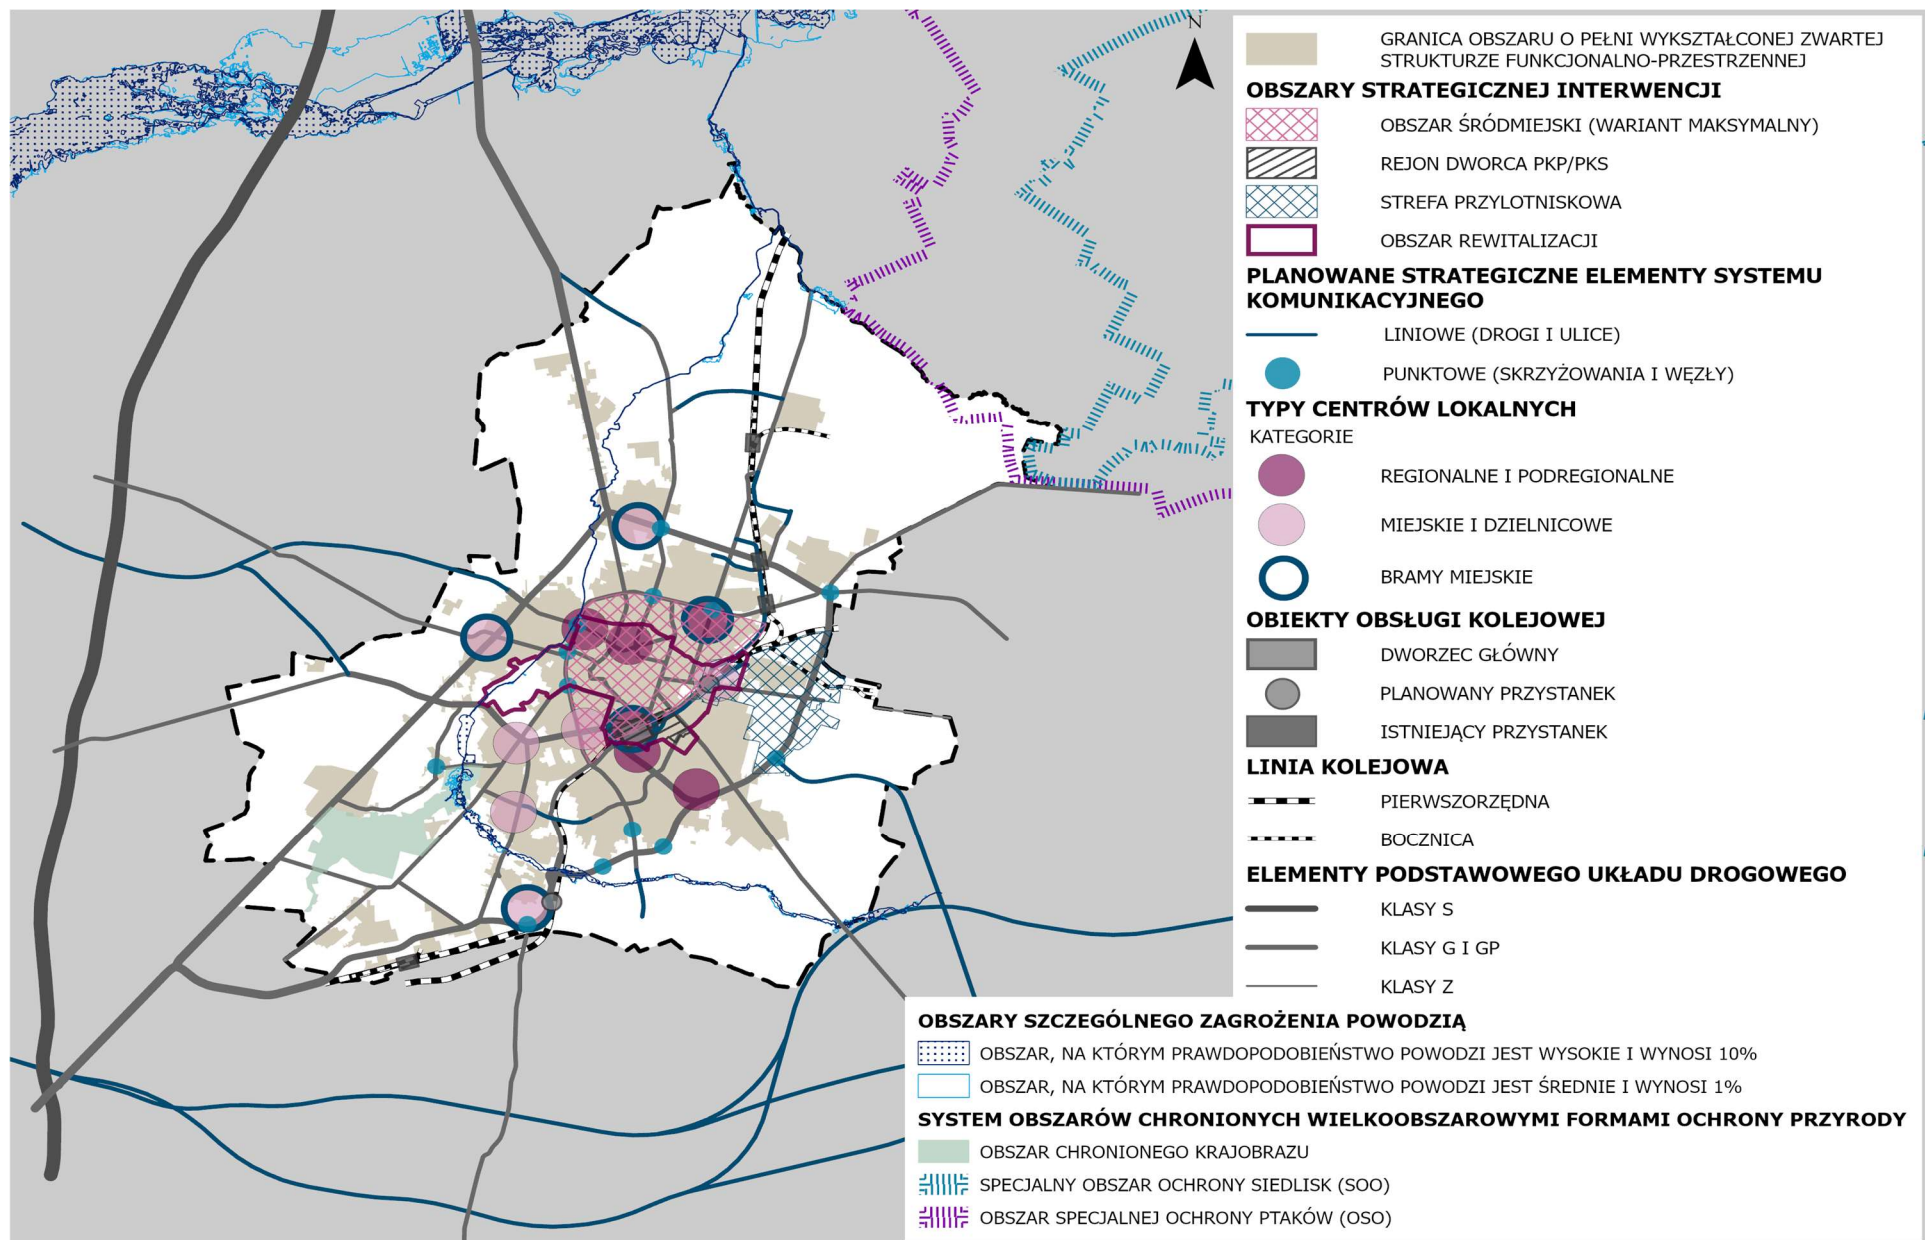 N
GRANICA OBSZARU O PEŁNI WYKSZTAŁCONEJ ZWARTEJ
STRUKTURZE FUNKCJONALNO-PRZESTRZENNEJ
OBSZARY STRATEGICZNEJ INTERWENCJI
OBSZAR ŚRÓDMIEJSKI (WARIANT MAKSYMALNY)
REJON DWORCA PKP/PKS
STREFA PRZYLOTNISKOWA
OBSZAR REWITALIZACJI
PLANOWANE STRATEGICZNE ELEMENTY SYSTEMU
KOMUNIKACYJNEGO
LINIOWE (DROGI I ULICE)
PUNKTOWE (SKRZYŻOWANIA I WĘZŁY)
TYPY CENTRÓW LOKALNYCH
KATEGORIE
REGIONALNE I PODREGIONALNE
MIEJSKIE I DZIELNICOWE
BRAMY MIEJSKIE
OBIEKTY OBSŁUGI KOLEJOWEJ
DWORZEC GŁÓWNY
PLANOWANY PRZYSTANEK
ISTNIEJĄCY PRZYSTANEK
LINIA KOLEJOWA
PIERWSZORZĘDNA
BOCZNICA
ELEMENTY PODSTAWOWEGO UKŁADU DROGOWEGO
KLASY S
KLASY G I GP
KLASY Z
OBSZARY SZCZEGÓLNEGO ZAGROŻENIA POWODZIĄ
OBSZAR, NA KTÓRYM PRAWDOPODOBIEŃSTWO POWODZI JEST WYSOKIE I WYNOSI 10%
OBSZAR, NA KTÓRYM PRAWDOPODOBIEŃSTWO POWODZI JEST ŚREDNIE I WYNOSI 1%
SYSTEM OBSZARÓW CHRONIONYCH WIELKOOBSZAROWYMI FORMAMI OCHRONY PRZYRODY
OBSZAR CHRONIONEGO KRAJOBRAZU
SPECJALNY OBSZAR OCHRONY SIEDLISK (SOO)
OBSZAR SPECJALNEJ OCHRONY PTAKÓW (OSO)